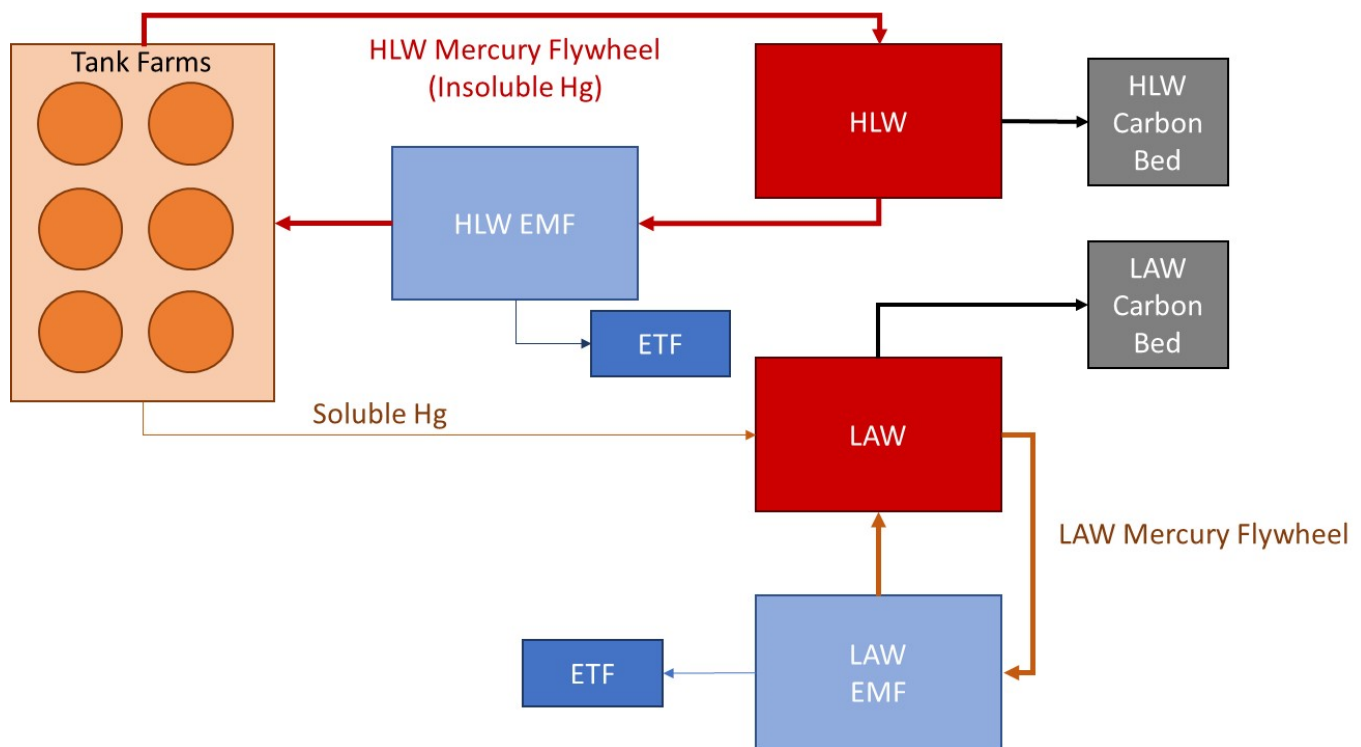 Tank Farms
HLW Mercury Flywheel
(Insoluble Hg)
HLW
HLW
Carbon
Bed
HLW EMF
ETF
LAW
Carbon
Bed
Soluble Hg
LAW
LAW Mercury Flywheel
ETF
LAW
EMF